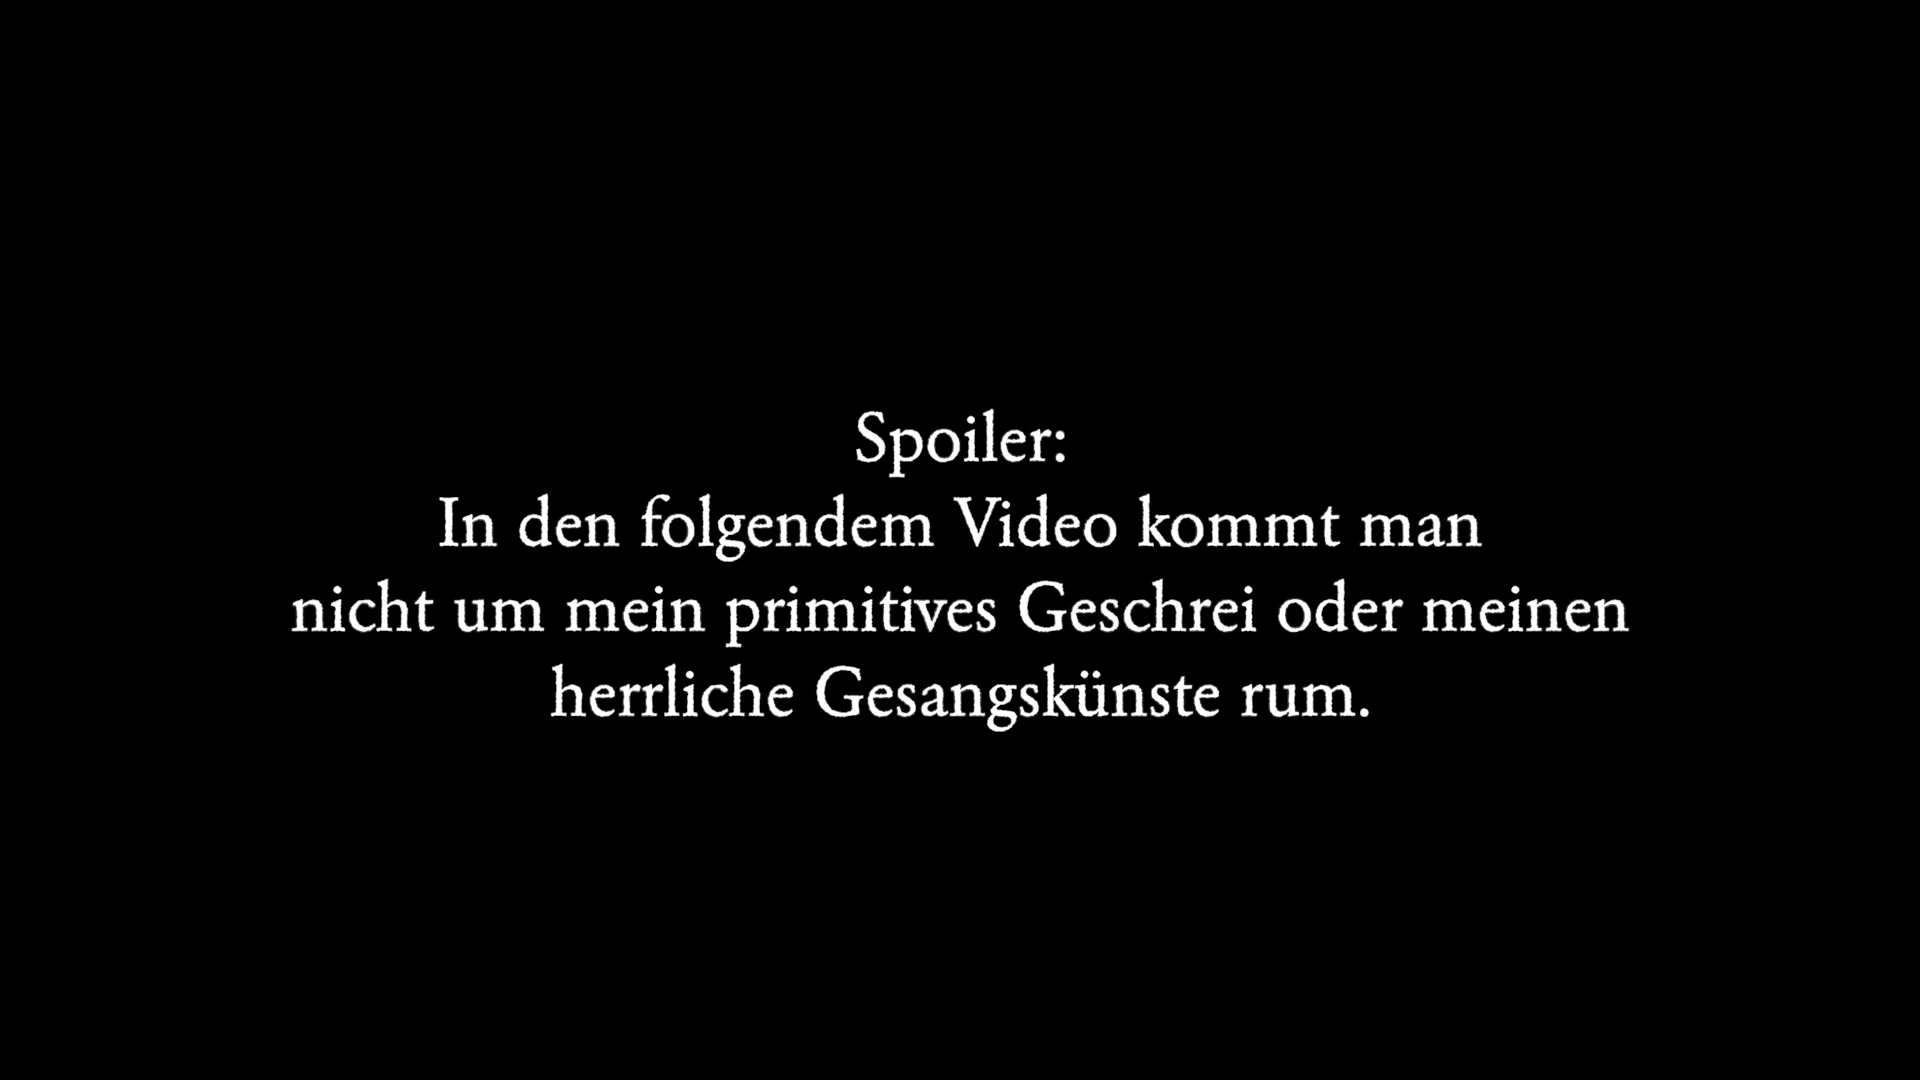 Spoiler:
In den folgendem Video kommt man
nicht um mein primitives Geschrei oder meinen
herrliche Gesangskünste rum.